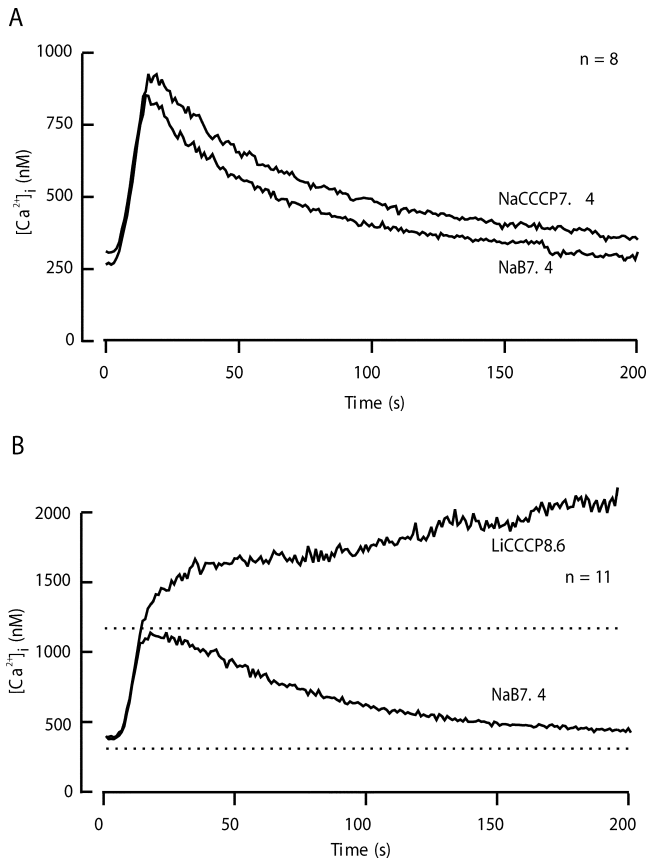 A
1000
n = 8
750
500
250
0
[Ca2+]i (nM)
NaCCCP7. 4
NaB7. 4
0 50 100 150 200
Time (s)
B
2000
1500
1000
500
0
[Ca2+]i (nM)
LiCCCP8.6
n = 11
NaB7. 4
0 50 100 150 200
Time (s)